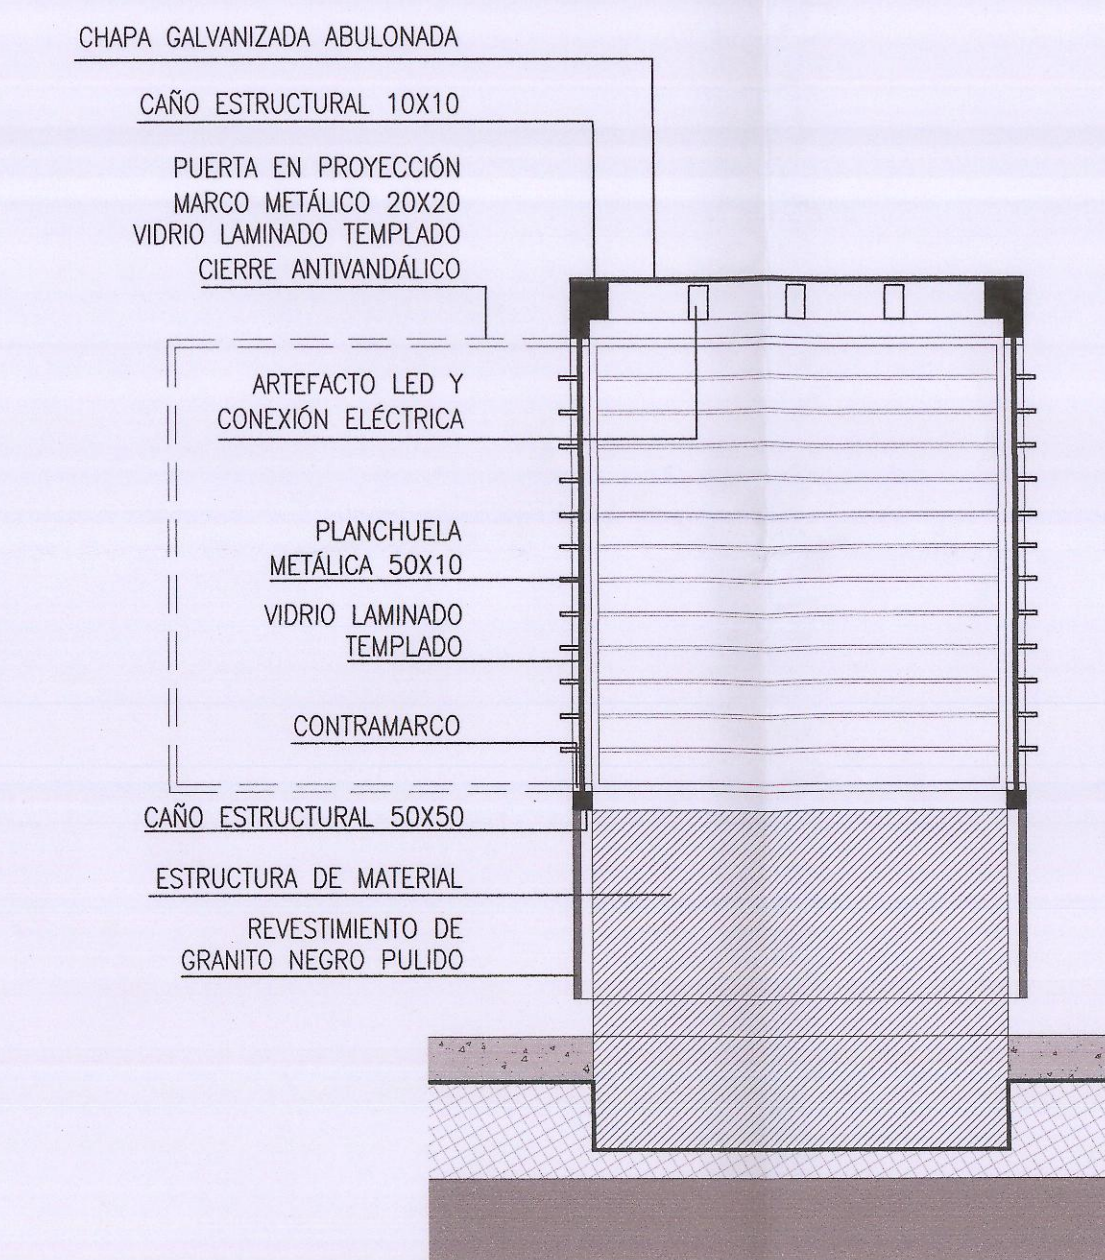 CHAPA GALVANIZADA ABULONADA
CAÑO ESTRUCTURAL 10X10
PUERTA EN PROYECCIÓN
MARCO METÁLICO 20X20
VIDRIO LAMINADO TEMPLADO
CIERRE ANTIVANDÁLICO
ARTEFACTO LED Y
CONEXIÓN ELÉCTRICA
PLANCHUELA
METÁLICA 50X10
VIDRIO LAMINADO
TEMPLADO
CONTRAMARCO
CAÑO ESTRUCTURAL 50X50
ESTRUCTURA DE MATERIAL
REVESTIMIENTO DE
GRANITO NEGRO PULIDO